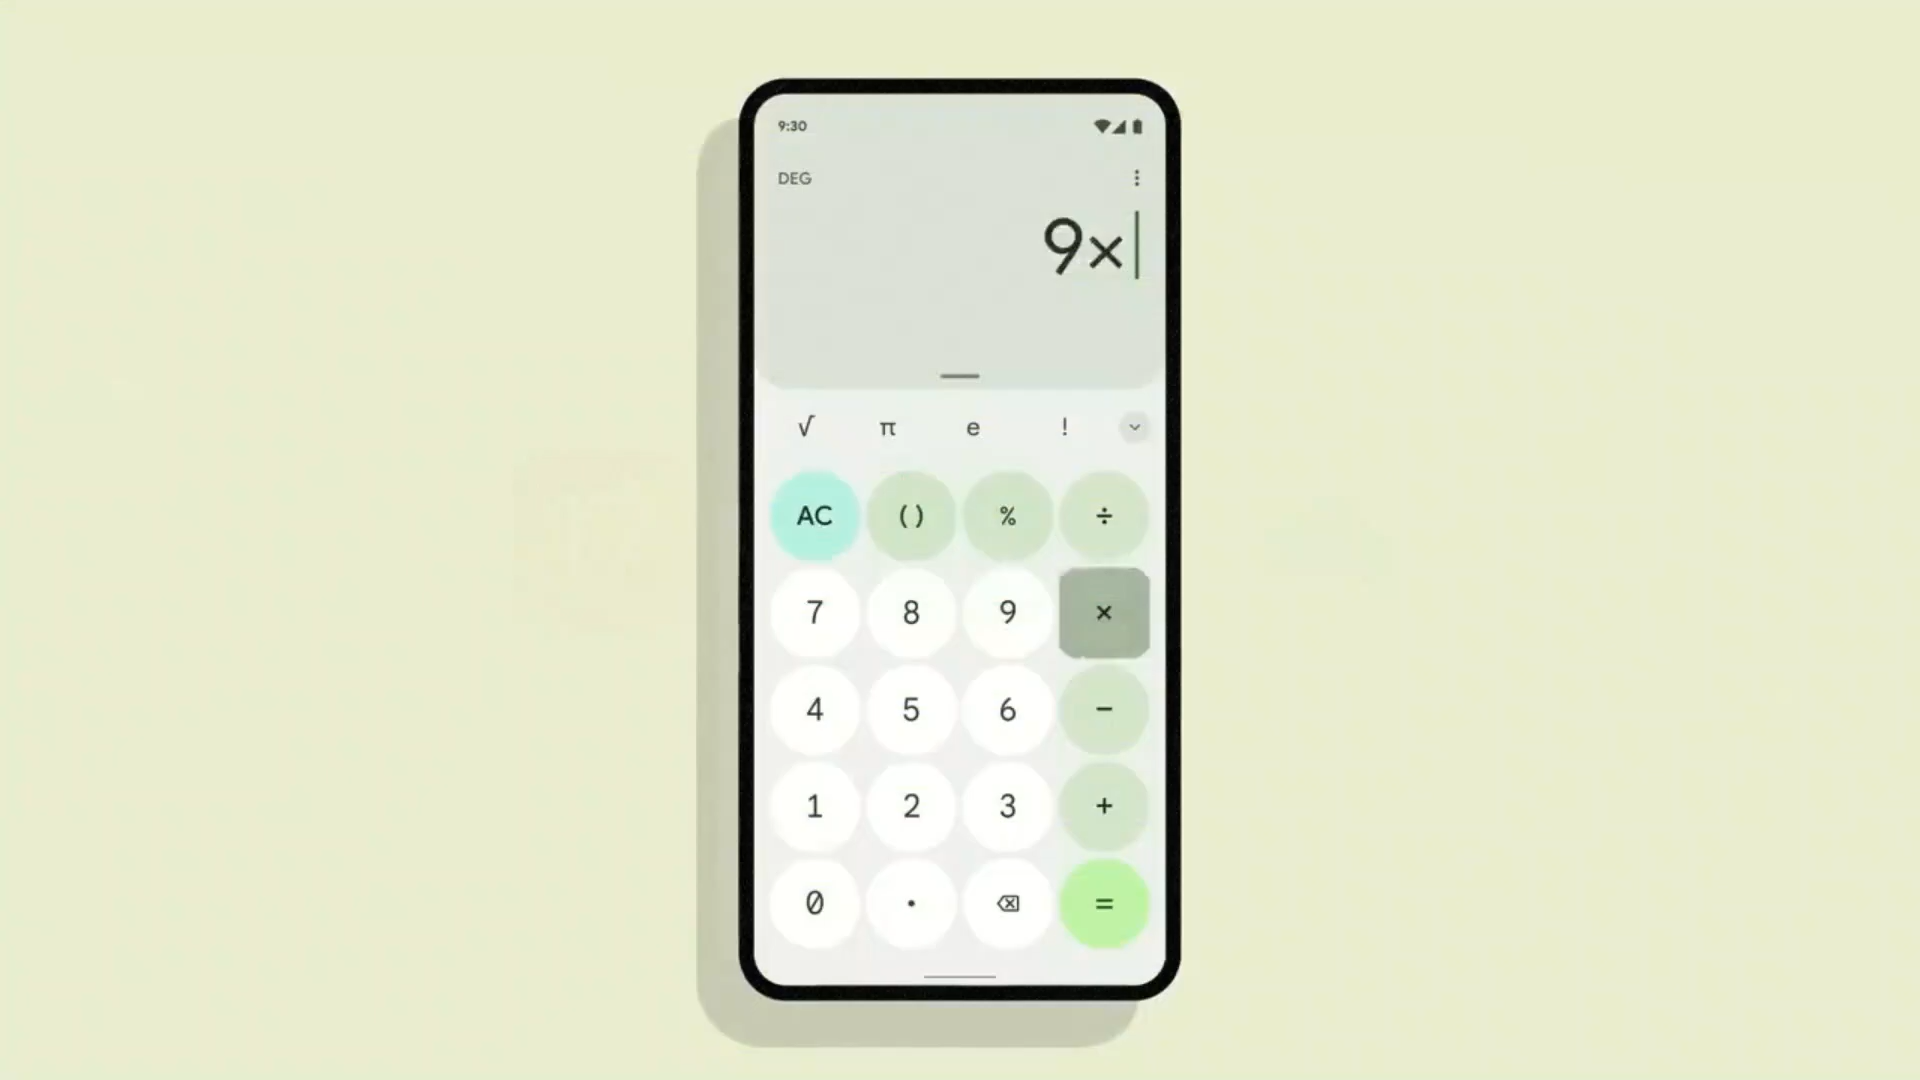 9:30
DEG
9×
√ π e !
AC ( ) % ÷
7 8 9 ×
4 5 6 −
1 2 3 +
0 . =